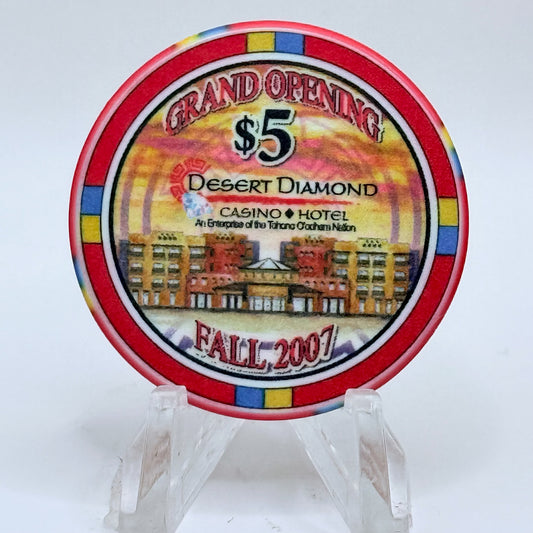 GRAND OPENING
$5
DESERT DIAMOND
CASINO ♦ HOTEL
An Enterprise of the Tohono O'odham Nation
FALL 2007